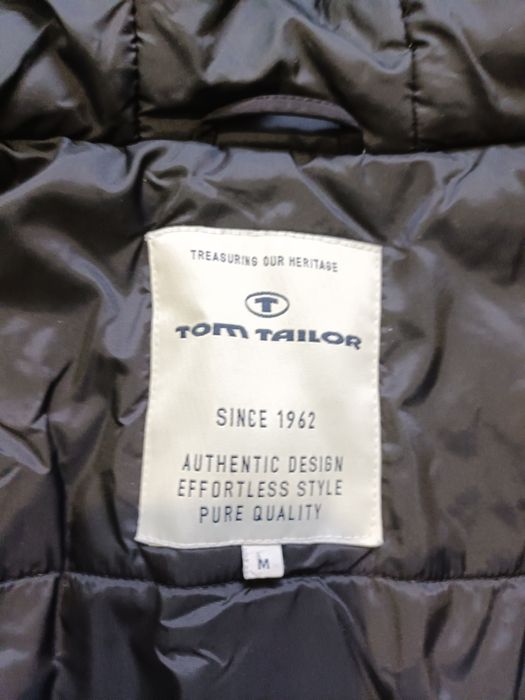 TREASURING OUR HERITAGE
T
TOM TAILOR
SINCE 1962
AUTHENTIC DESIGN
EFFORTLESS STYLE
PURE QUALITY
M